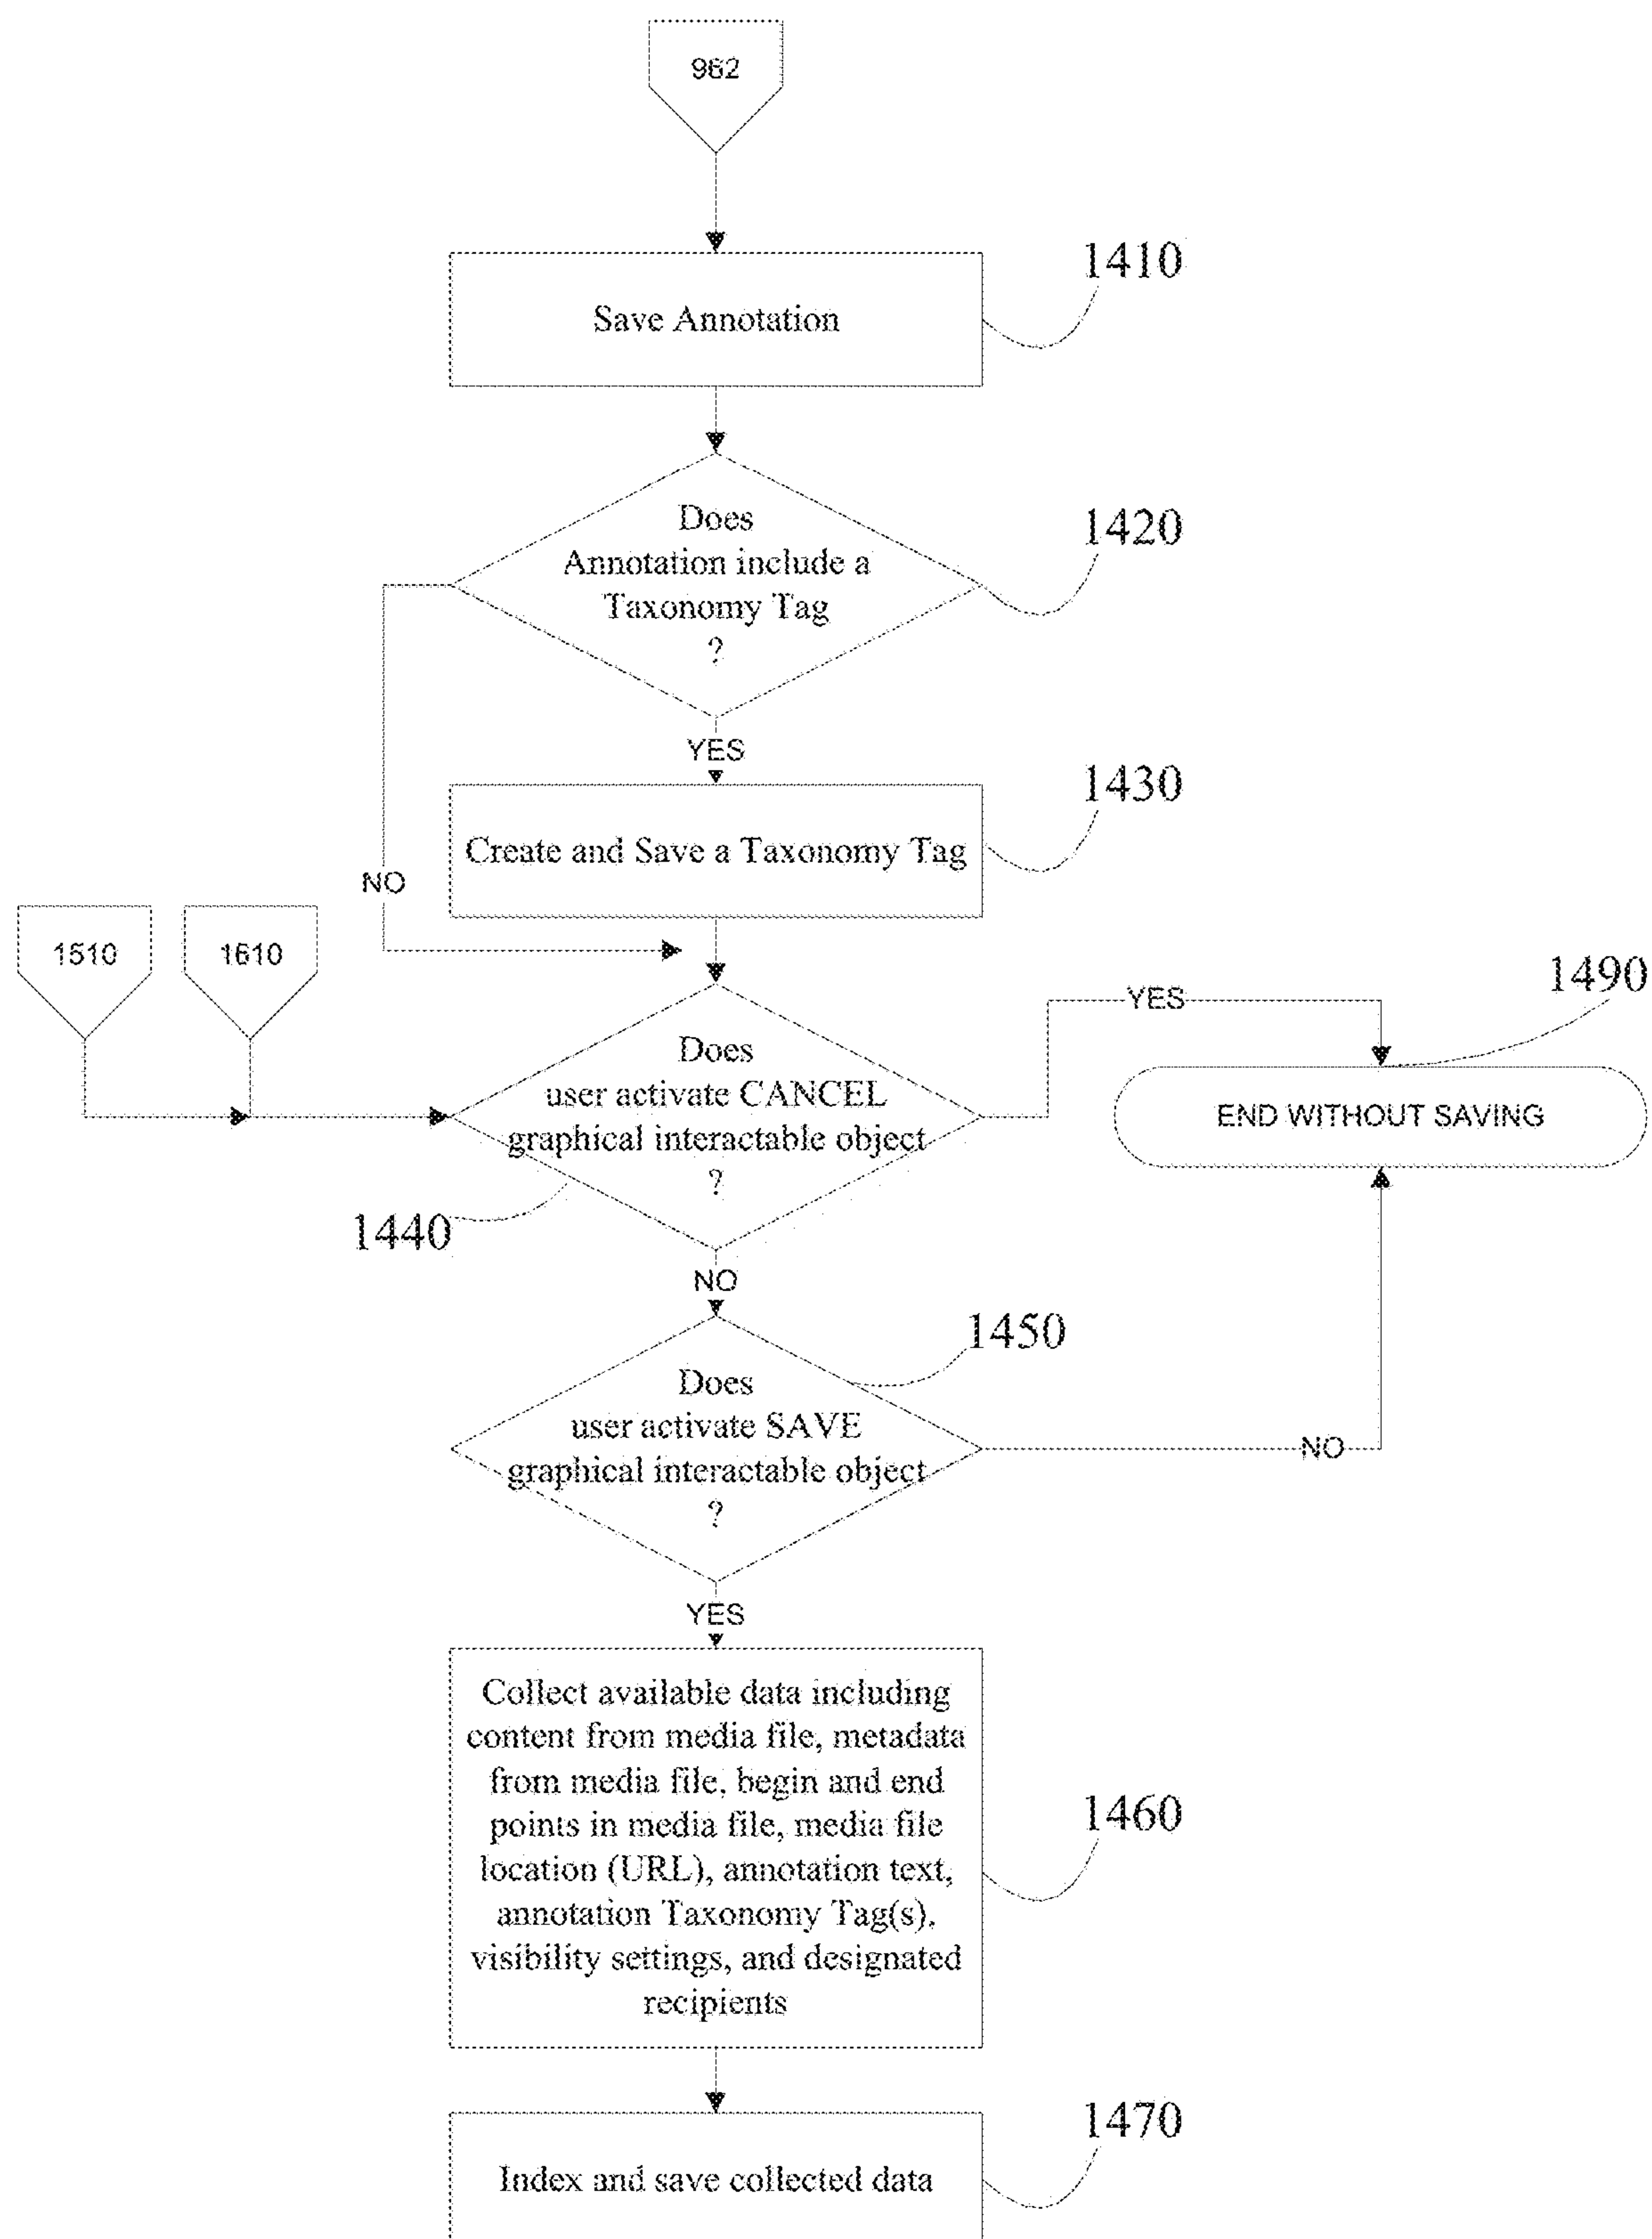 962
1410
Save Annotation
Does
Annotation include a
Taxonomy Tag
?
1420
YES
1430
Create and Save a Taxonomy Tag
NO
1510
1610
1490
YES
Does
user activate CANCEL
graphical interactable object
?
END WITHOUT SAVING
1440
NO
1450
Does
user activate SAVE
graphical interactable object
?
NO
YES
Collect available data including
content from media file, metadata
from media file, begin and end
points in media file, media file
location (URL), annotation text,
annotation Taxonomy Tag(s),
visibility settings, and designated
recipients
1460
1470
Index and save collected data